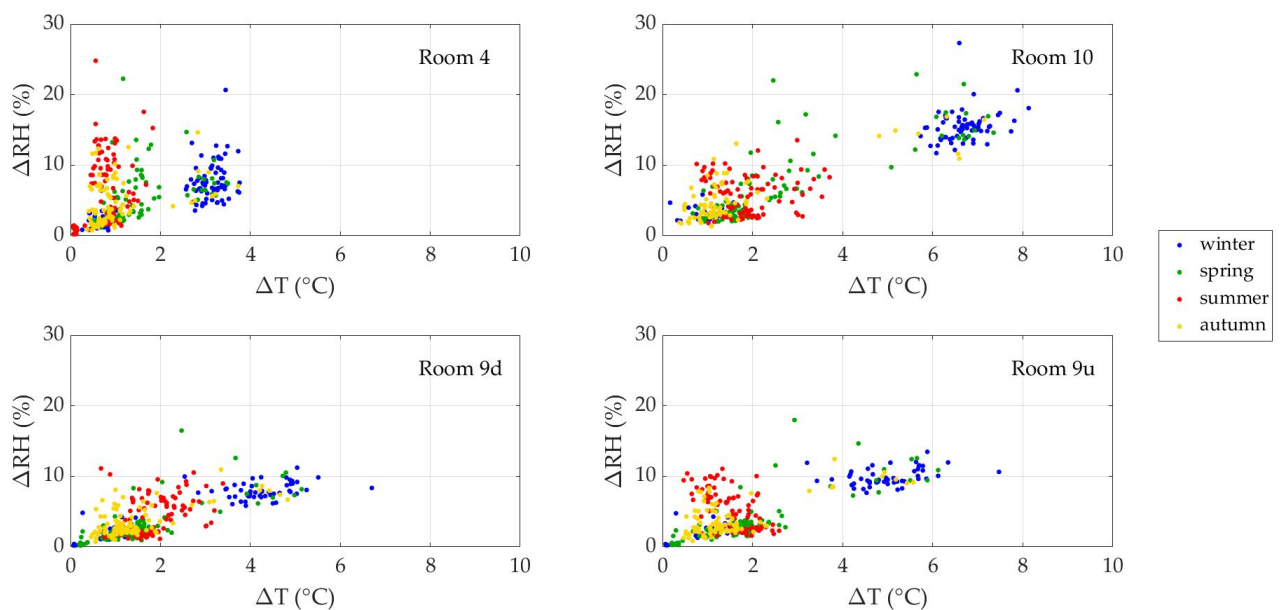 30
20
10
0
ΔRH (%)
Room 4
0 2 4 6 8 10
ΔT (°C)
30
20
10
0
ΔRH (%)
Room 10
0 2 4 6 8 10
ΔT (°C)
winter
spring
summer
autumn
30
20
10
0
ΔRH (%)
Room 9d
0 2 4 6 8 10
ΔT (°C)
30
20
10
0
ΔRH (%)
Room 9u
0 2 4 6 8 10
ΔT (°C)